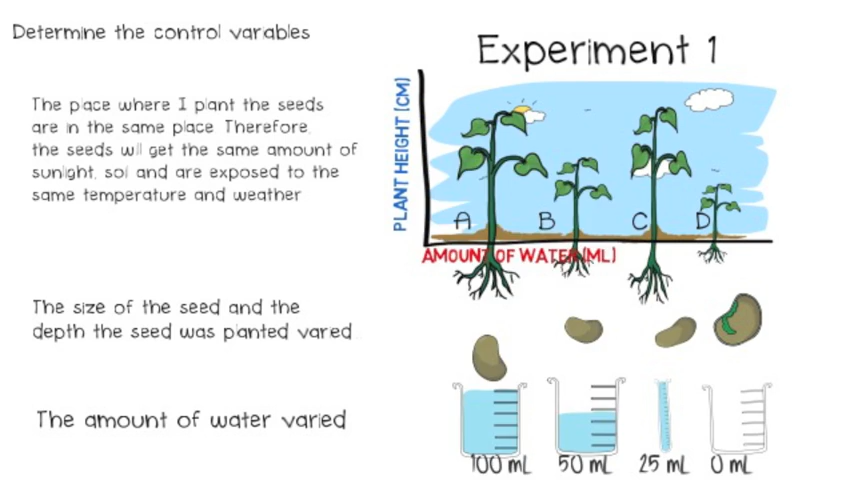 Determine the control variables
Experiment 1
The place where I plant the seeds
are in the same place. Therefore,
the seeds will get the same amount of
sunlight, soil and are exposed to the
same temperature and weather
The size of the seed and the
depth the seed was planted varied
The amount of water varied
PLANT HEIGHT (CM)
A B C D
AMOUNT OF WATER (ML)
100 mL 50 mL 25 mL 0 mL